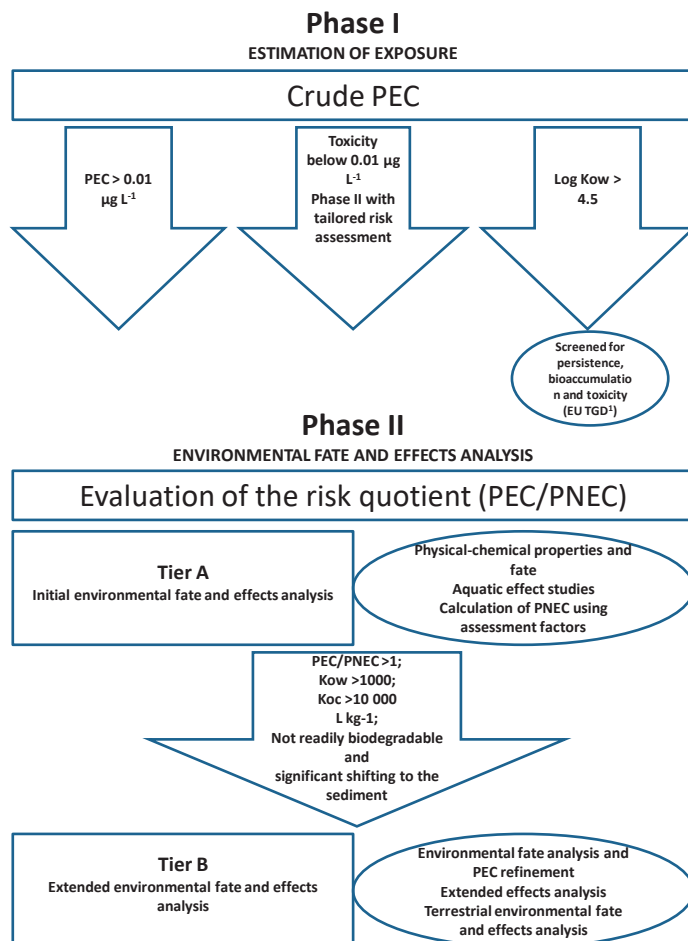 Phase I
ESTIMATION OF EXPOSURE
Crude PEC
PEC > 0.01
µg L-1
Toxicity
below 0.01 µg
L-1
Phase II with
tailored risk
assessment
Log Kow >
4.5
Screened for
persistence,
bioaccumulatio
n and toxicity
(EU TGD1)
Phase II
ENVIRONMENTAL FATE AND EFFECTS ANALYSIS
Evaluation of the risk quotient (PEC/PNEC)
Tier A
Initial environmental fate and effects analysis
Physical-chemical properties and
fate
Aquatic effect studies
Calculation of PNEC using
assessment factors
PEC/PNEC >1;
Kow >1000;
Koc >10 000
L kg-1;
Not readily biodegradable
and
significant shifting to the
sediment
Tier B
Extended environmental fate and effects
analysis
Environmental fate analysis and
PEC refinement
Extended effects analysis
Terrestrial environmental fate
and effects analysis